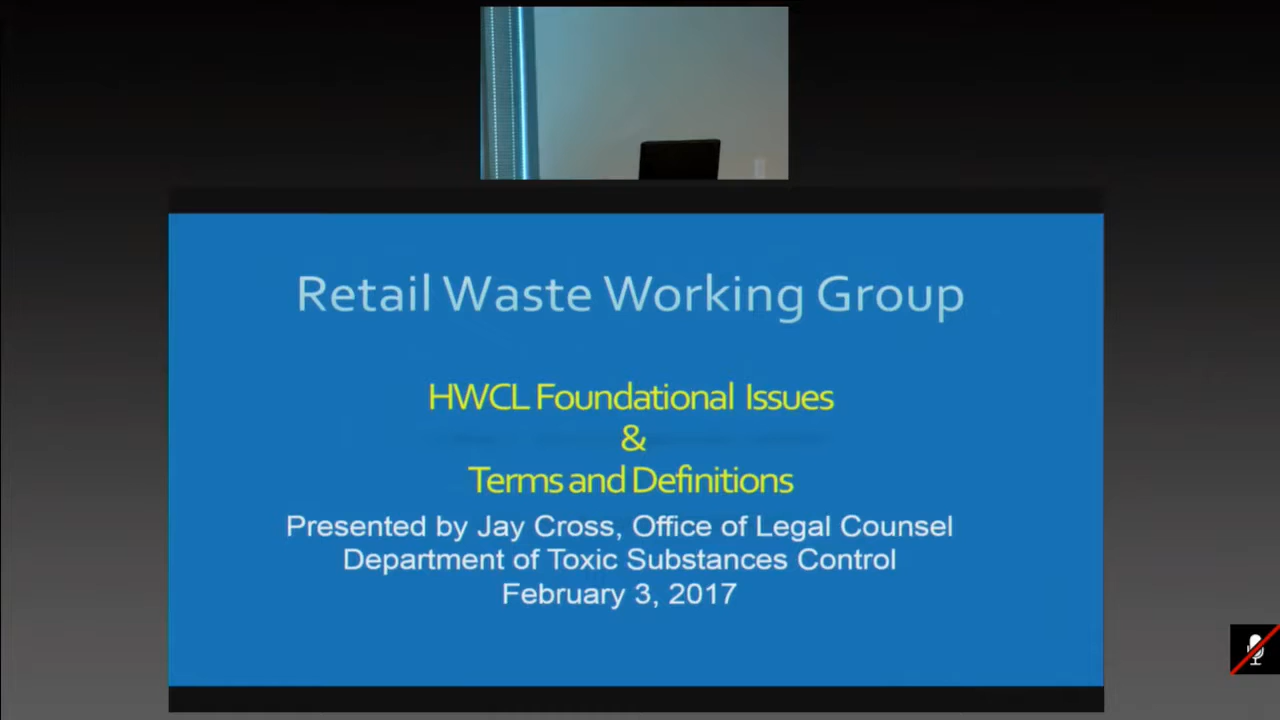 Retail Waste Working Group
HWCL Foundational Issues
&
Terms and Definitions
Presented by Jay Cross, Office of Legal Counsel
Department of Toxic Substances Control
February 3, 2017